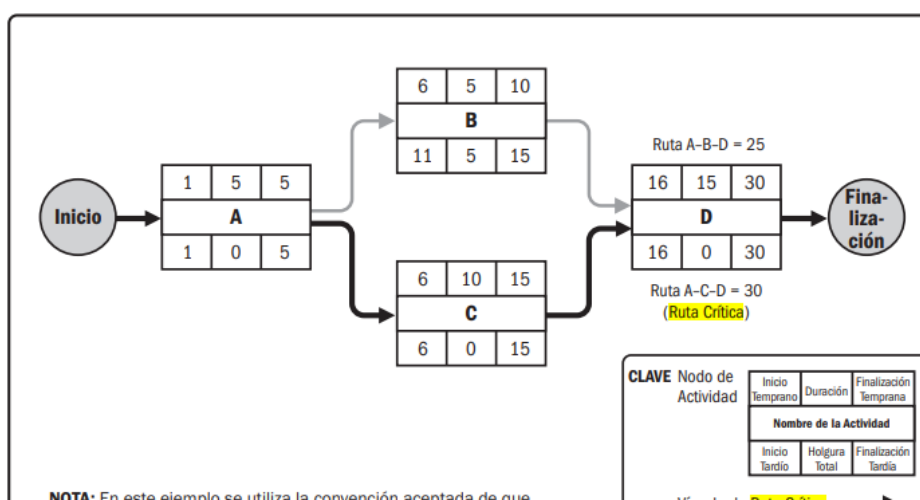 6 5 10
B
11 5 15
Ruta A–B–D = 25
1 5 5
A
1 0 5
Inicio
16 15 30
D
16 0 30
Fina-
liza-
ción
6 10 15
C
6 0 15
Ruta A–C–D = 30
(Ruta Crítica)
CLAVE Nodo de
Actividad
Inicio
Temprano
Duración
Finalización
Temprana
Nombre de la Actividad
Inicio
Tardío
Holgura
Total
Finalización
Tardía
NOTA: En este ejemplo se utiliza la convención aceptada de que
Ruta Crítica